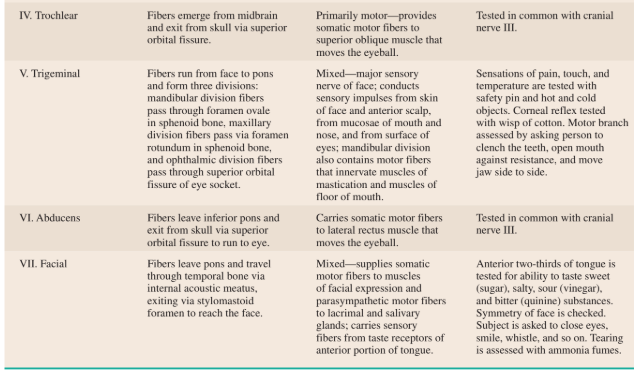 IV. Trochlear
Fibers emerge from midbrain
and exit from skull via superior
orbital fissure.
Primarily motor—provides
somatic motor fibers to
superior oblique muscle that
moves the eyeball.
Tested in common with cranial
nerve III.
V. Trigeminal
Fibers run from face to pons
and form three divisions:
mandibular division fibers
pass through foramen ovale
in sphenoid bone, maxillary
division fibers pass via foramen
rotundum in sphenoid bone,
and ophthalmic division fibers
pass through superior orbital
fissure of eye socket.
Mixed—major sensory
nerve of face; conducts
sensory impulses from skin
of face and anterior scalp,
from mucosae of mouth and
nose, and from surface of
eyes; mandibular division
also contains motor fibers
that innervate muscles of
mastication and muscles of
floor of mouth.
Sensations of pain, touch, and
temperature are tested with
safety pin and hot and cold
objects. Corneal reflex tested
with wisp of cotton. Motor branch
assessed by asking person to
clench the teeth, open mouth
against resistance, and move
jaw side to side.
VI. Abducens
Fibers leave inferior pons and
exit from skull via superior
orbital fissure to run to eye.
Carries somatic motor fibers
to lateral rectus muscle that
moves the eyeball.
Tested in common with cranial
nerve III.
VII. Facial
Fibers leave pons and travel
through temporal bone via
internal acoustic meatus,
exiting via stylomastoid
foramen to reach the face.
Mixed—supplies somatic
motor fibers to muscles
of facial expression and
parasympathetic motor fibers
to lacrimal and salivary
glands; carries sensory
fibers from taste receptors of
anterior portion of tongue.
Anterior two-thirds of tongue is
tested for ability to taste sweet
(sugar), salty, sour (vinegar),
and bitter (quinine) substances.
Symmetry of face is checked.
Subject is asked to close eyes,
smile, whistle, and so on. Tearing
is assessed with ammonia fumes.